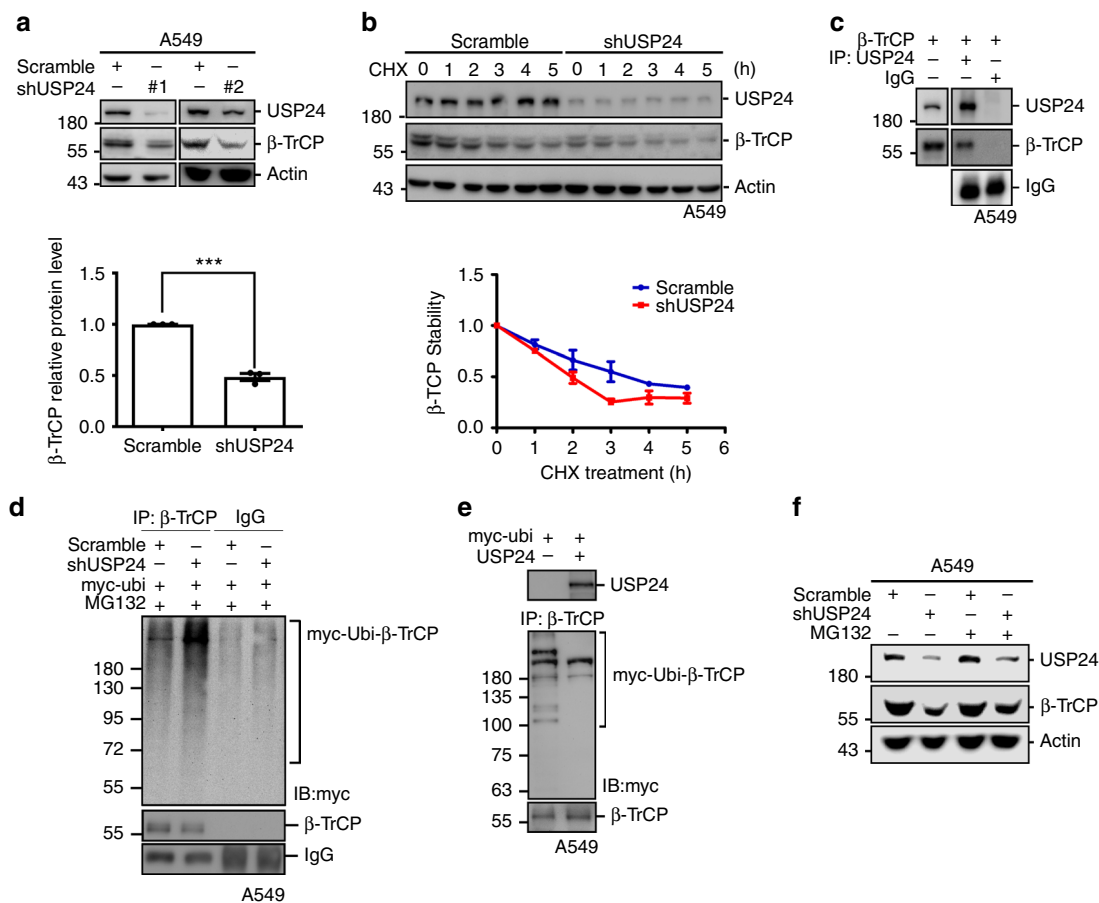 a
A549
Scramble + – + –
shUSP24 – #1 – #2
USP24
180
β-TrCP
55
Actin
43
β-TrCP relative protein level
1.5
1.0
0.5
0.0
***
Scramble shUSP24
b
Scramble shUSP24
CHX 0 1 2 3 4 5 0 1 2 3 4 5 (h)
USP24
180
β-TrCP
55
43
Actin
A549
β-TCP Stability
1.5
1.0
0.5
0.0
Scramble
shUSP24
0 1 2 3 4 5 6
CHX treatment (h)
c
β-TrCP + + +
IP: USP24 – + –
IgG – – +
USP24
180
β-TrCP
55
IgG
A549
d
IP: β-TrCP IgG
Scramble + – + –
shUSP24 – + – +
myc-ubi + + + +
MG132 + + + +
myc-Ubi-β-TrCP
180
130
95
72
55
IB:myc
β-TrCP
55
IgG
A549
e
myc-ubi + +
USP24 – +
USP24
IP: β-TrCP
myc-Ubi-β-TrCP
180
135
100
75
63
IB:myc
β-TrCP
55
A549
f
A549
Scramble + – + –
shUSP24 – + – +
MG132 – – + +
USP24
180
β-TrCP
55
Actin
43